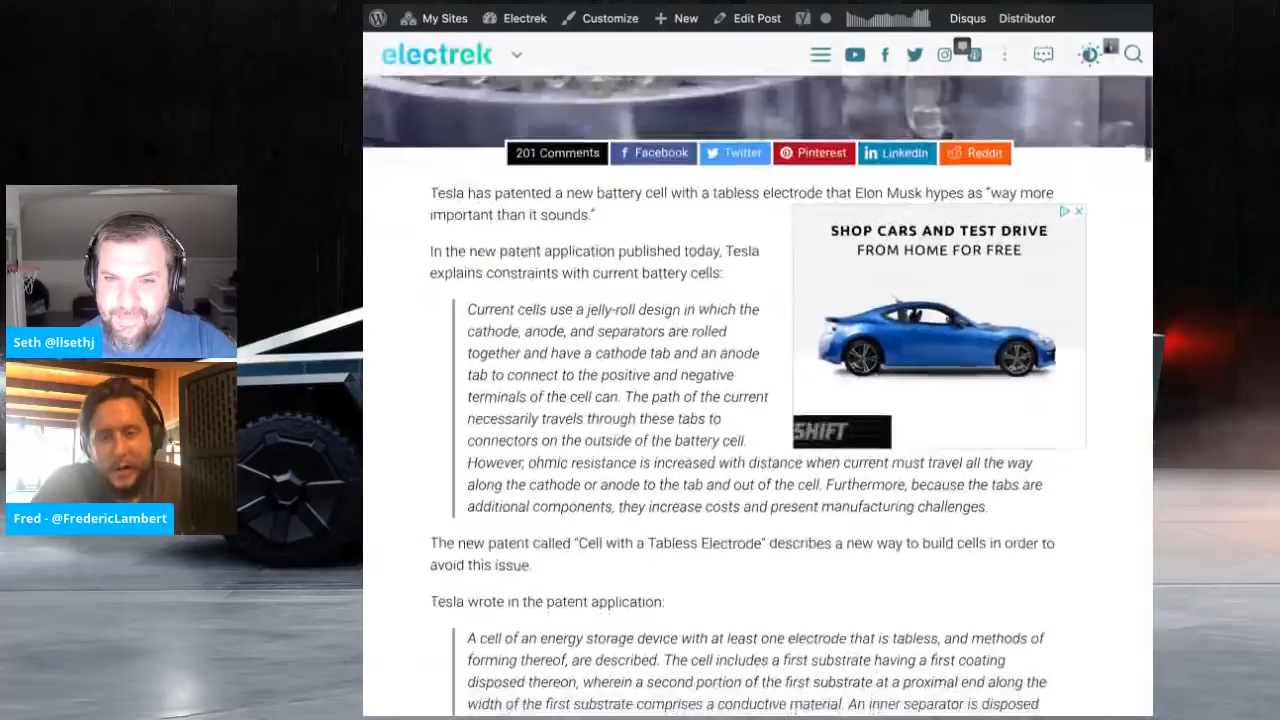 My Sites Electrek Customize New Edit Post Disqus Distributor
electrek
201 Comments Facebook Twitter Pinterest LinkedIn Reddit
Tesla has patented a new battery cell with a tabless electrode that Elon Musk hypes as “way more
important than it sounds.”
In the new patent application published today, Tesla
explains constraints with current battery cells:
Current cells use a jelly-roll design in which the
cathode, anode, and separators are rolled
together and have a cathode tab and an anode
tab to connect to the positive and negative
terminals of the cell can. The path of the current
necessarily travels through these tabs to
connectors on the outside of the battery cell.
However, ohmic resistance is increased with distance when current must travel all the way
along the cathode or anode to the tab and out of the cell. Furthermore, because the tabs are
additional components, they increase costs and present manufacturing challenges.
SHOP CARS AND TEST DRIVE
FROM HOME FOR FREE
SHIFT
The new patent called “Cell with a Tabless Electrode” describes a new way to build cells in order to
avoid this issue.
Tesla wrote in the patent application:
A cell of an energy storage device with at least one electrode that is tabless, and methods of
forming thereof, are described. The cell includes a first substrate having a first coating
disposed thereon, wherein a second portion of the first substrate at a proximal end along the
width of the first substrate comprises a conductive material. An inner separator is disposed
Seth @llsethj
Fred - @FredericLambert